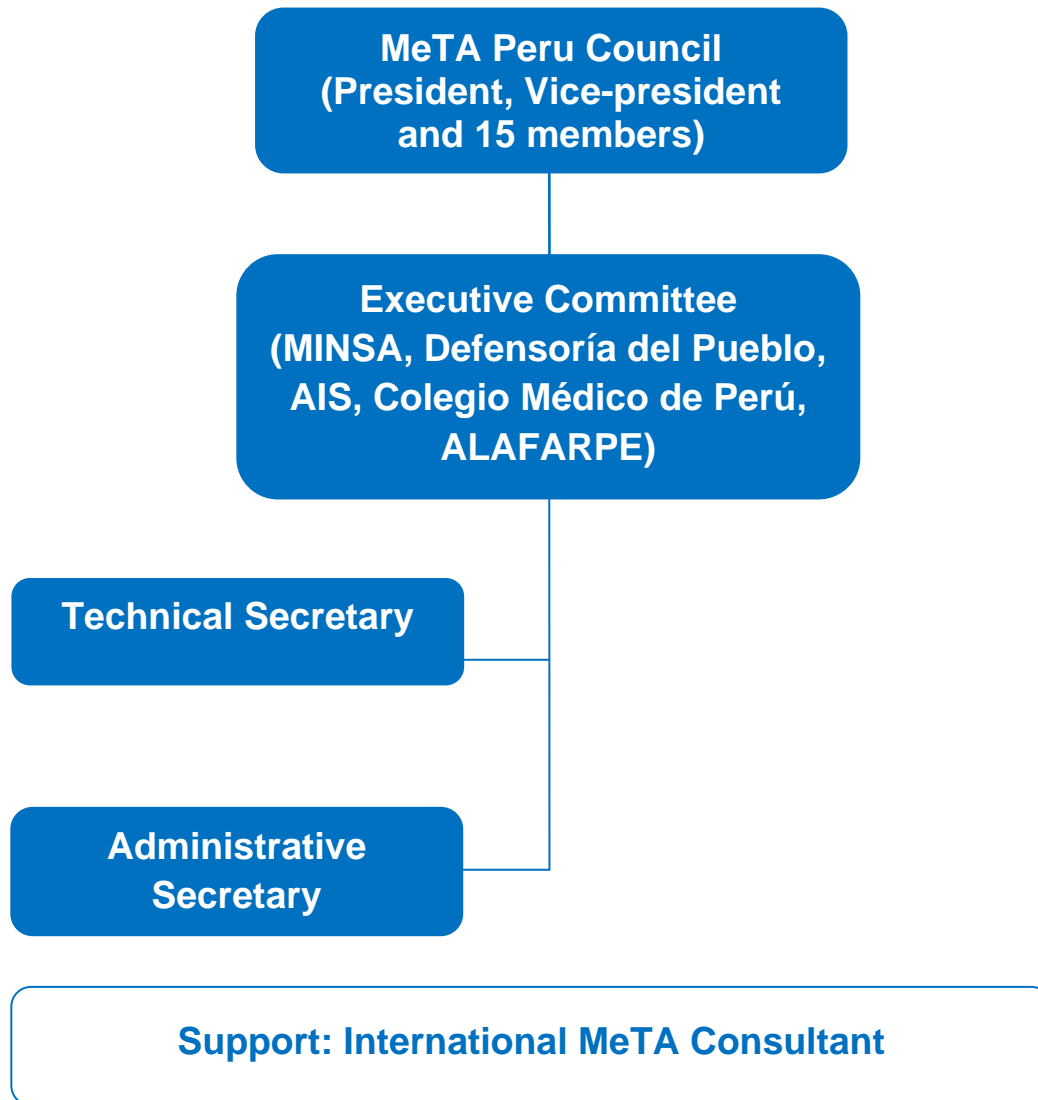 MeTA Peru Council
(President, Vice-president
and 15 members)
Executive Committee
(MINSA, Defensoría del Pueblo,
AIS, Colegio Médico de Perú,
ALAFARPE)
Technical Secretary
Administrative
Secretary
Support: International MeTA Consultant